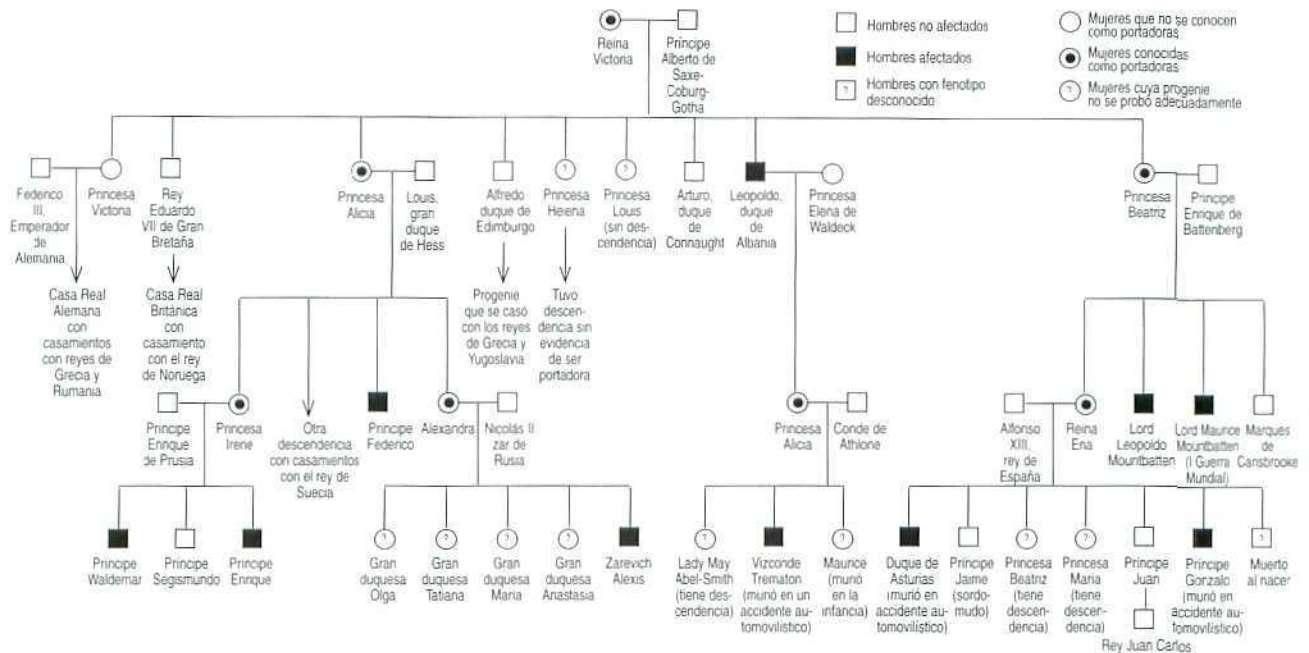 Reina
Victoria
Príncipe
Alberto de
Saxe-
Coburg-
Gotha
Hombres no afectados
Hombres afectados
? Hombres con fenotipo
desconocido
Mujeres que no se conocen
como portadoras
Mujeres conocidas
como portadoras
? Mujeres cuya progenie
no se probó adecuadamente
Federico
III,
Emperador
de
Alemania
Princesa
Victoria
Rey
Eduardo
VII de Gran
Bretaña
Princesa
Alicia
Louis,
gran
duque
de Hess
Alfredo
duque de
Edimburgo
?
Princesa
Helena
?
Princesa
Louis
(sin des-
cendencia)
Arturo,
duque
de
Connaught
Leopoldo,
duque
de
Albania
Princesa
Elena de
Waldeck
Princesa
Beatriz
Príncipe
Enrique de
Battenberg
Casa Real
Alemana
con
casamientos
con reyes de
Grecia y
Rumania
Casa Real
Británica
con
casamiento
con el rey
de Noruega
Progenie
que se casó
con los reyes
de Grecia y
Yugoslavia
Tuvo
descen-
dencia sin
evidencia
de ser
portadora
Príncipe
Enrique
de Prusia
Princesa
Irene
Otra
descendencia
con casamientos
con el rey de
Suecia
Príncipe
Federico
Alexandra
Nicolás II
zar de
Rusia
Princesa
Alicia
Conde de
Athlone
Alfonso
XIII,
rey de
España
Reina
Ena
Lord
Leopoldo
Mountbatten
Lord Maurice
Mountbatten
(I Guerra
Mundial)
Marques
de
Carisbrooke
Príncipe
Waldemar
Príncipe
Segismundo
Príncipe
Enrique
?
Gran
duquesa
Olga
?
Gran
duquesa
Tatiana
?
Gran
duquesa
Maria
?
Gran
duquesa
Anastasia
Zarevich
Alexis
?
Lady May
Abel-Smith
(tiene des-
cendencia)
Vizconde
Trematon
(murió en un
accidente au-
tomovilístico)
?
Maurice
(murió
en la
infancia)
Duque de
Asturias
(murió en
accidente au-
tomovilístico)
Príncipe
Jaime
(sordo-
mudo)
?
Princesa
Beatriz
(tiene
descen-
dencia)
?
Princesa
María
(tiene
descen-
dencia)
Príncipe
Juan
Rey Juan Carlos
Príncipe
Gonzalo
(murió en
accidente au-
tomovilístico)
?
Muerto
al nacer